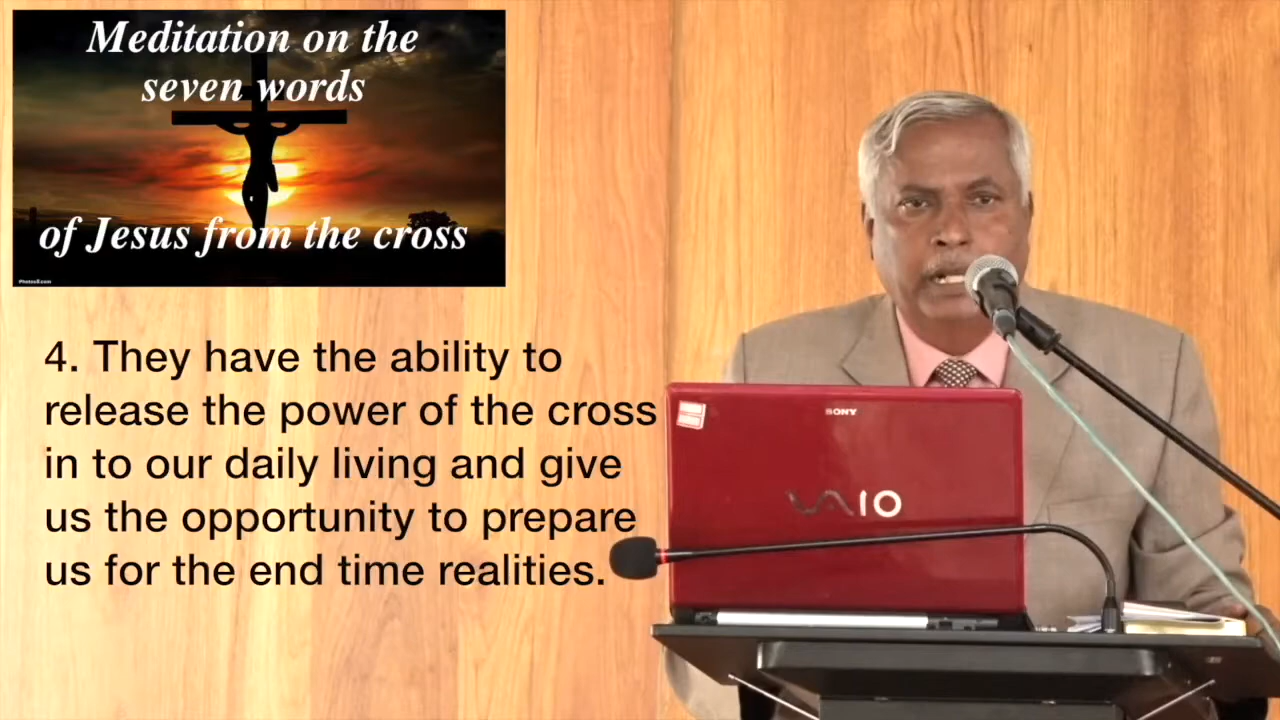 Meditation on the
seven words
of Jesus from the cross
4. They have the ability to
release the power of the cross
in to our daily living and give
us the opportunity to prepare
us for the end time realities.
SONY
VAIO